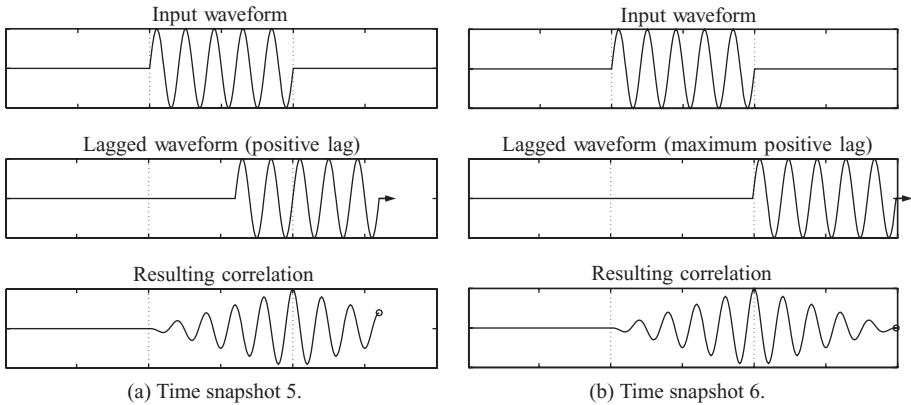 Input waveform
Input waveform
Lagged waveform (positive lag)
Lagged waveform (maximum positive lag)
Resulting correlation
Resulting correlation
(a) Time snapshot 5.
(b) Time snapshot 6.